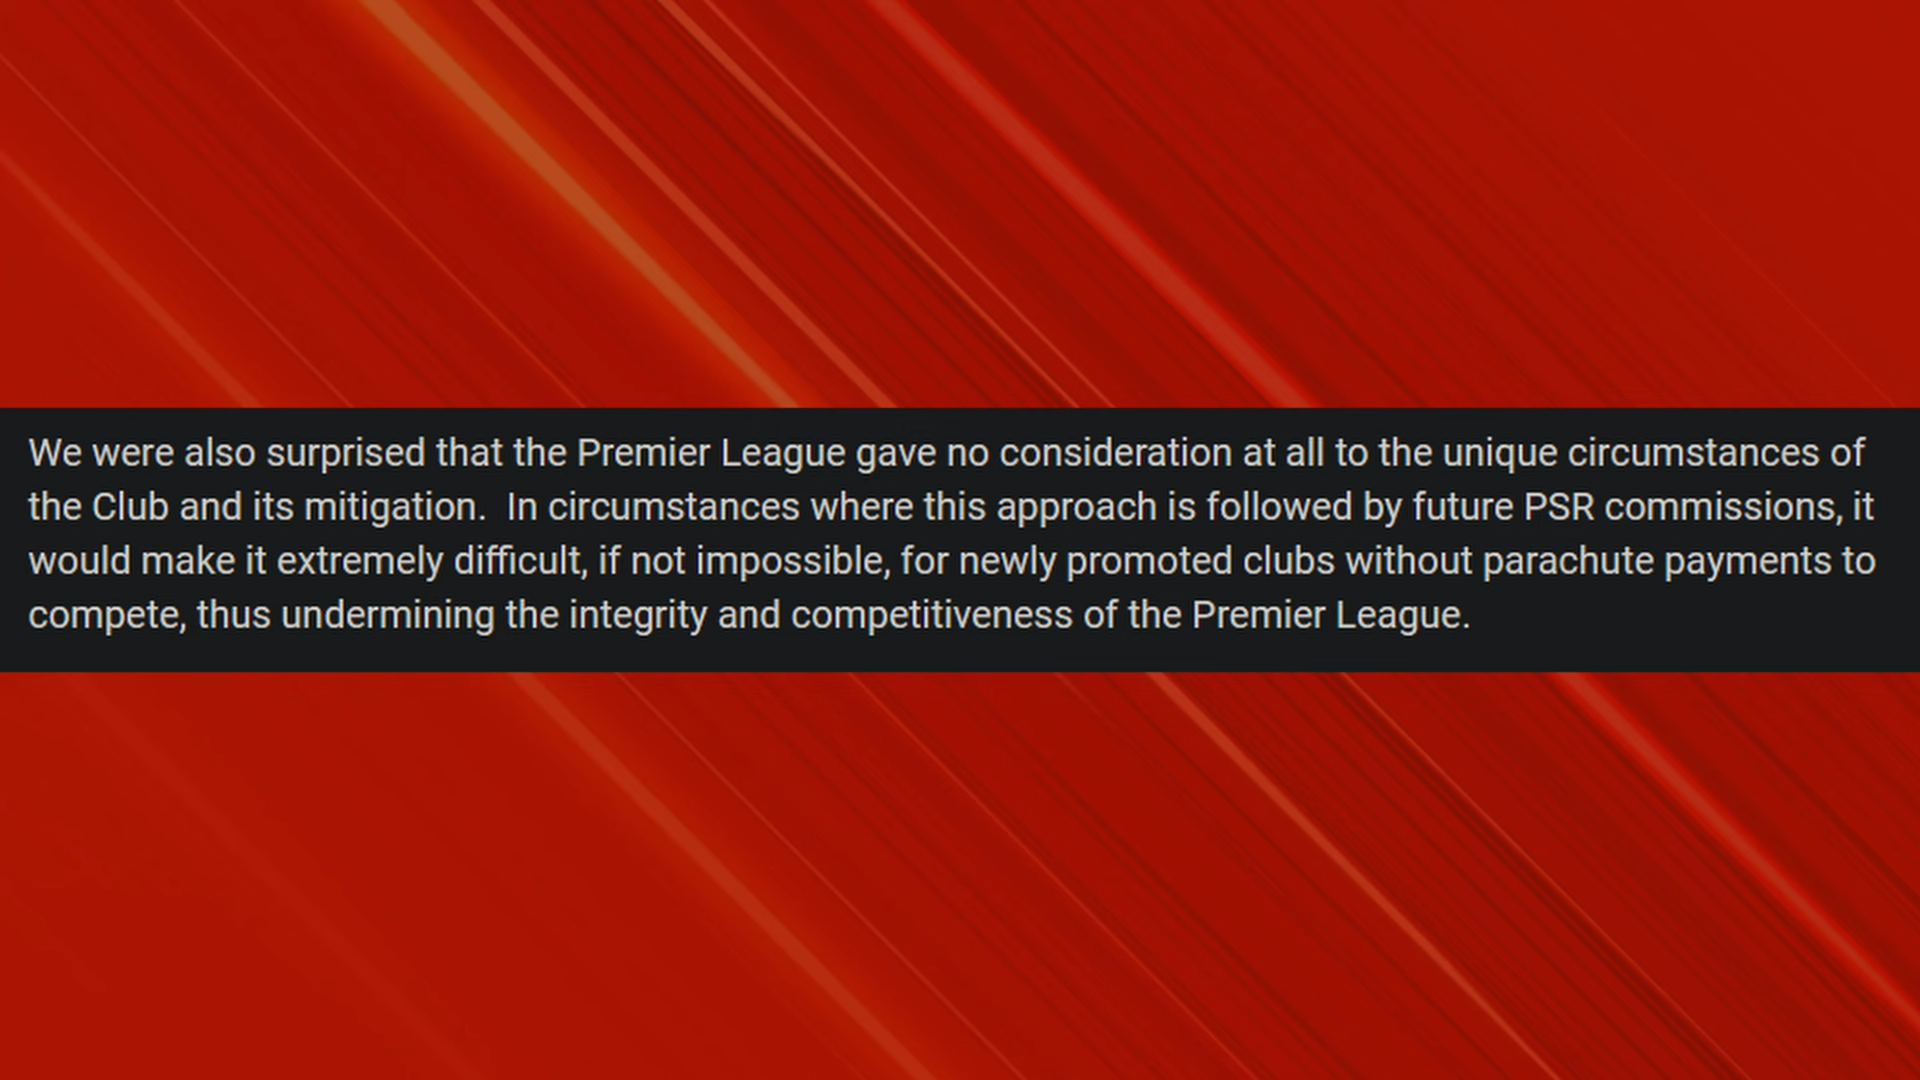 We were also surprised that the Premier League gave no consideration at all to the unique circumstances of
the Club and its mitigation.  In circumstances where this approach is followed by future PSR commissions, it
would make it extremely difficult, if not impossible, for newly promoted clubs without parachute payments to
compete, thus undermining the integrity and competitiveness of the Premier League.